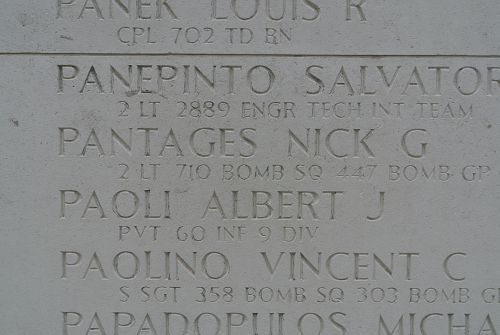 PANEK LOUIS R
CPL 702 TD BN
PANEPINTO SALVATOR
2 LT 2889 ENGR TECH INT TEAM
PANTAGES NICK G
2 LT 710 BOMB SQ 447 BOMB GP
PAOLI ALBERT J
PVT 60 INF 9 DIV
PAOLINO VINCENT C
S SGT 358 BOMB SQ 303 BOMB G
PAPADOPULOS MICHA